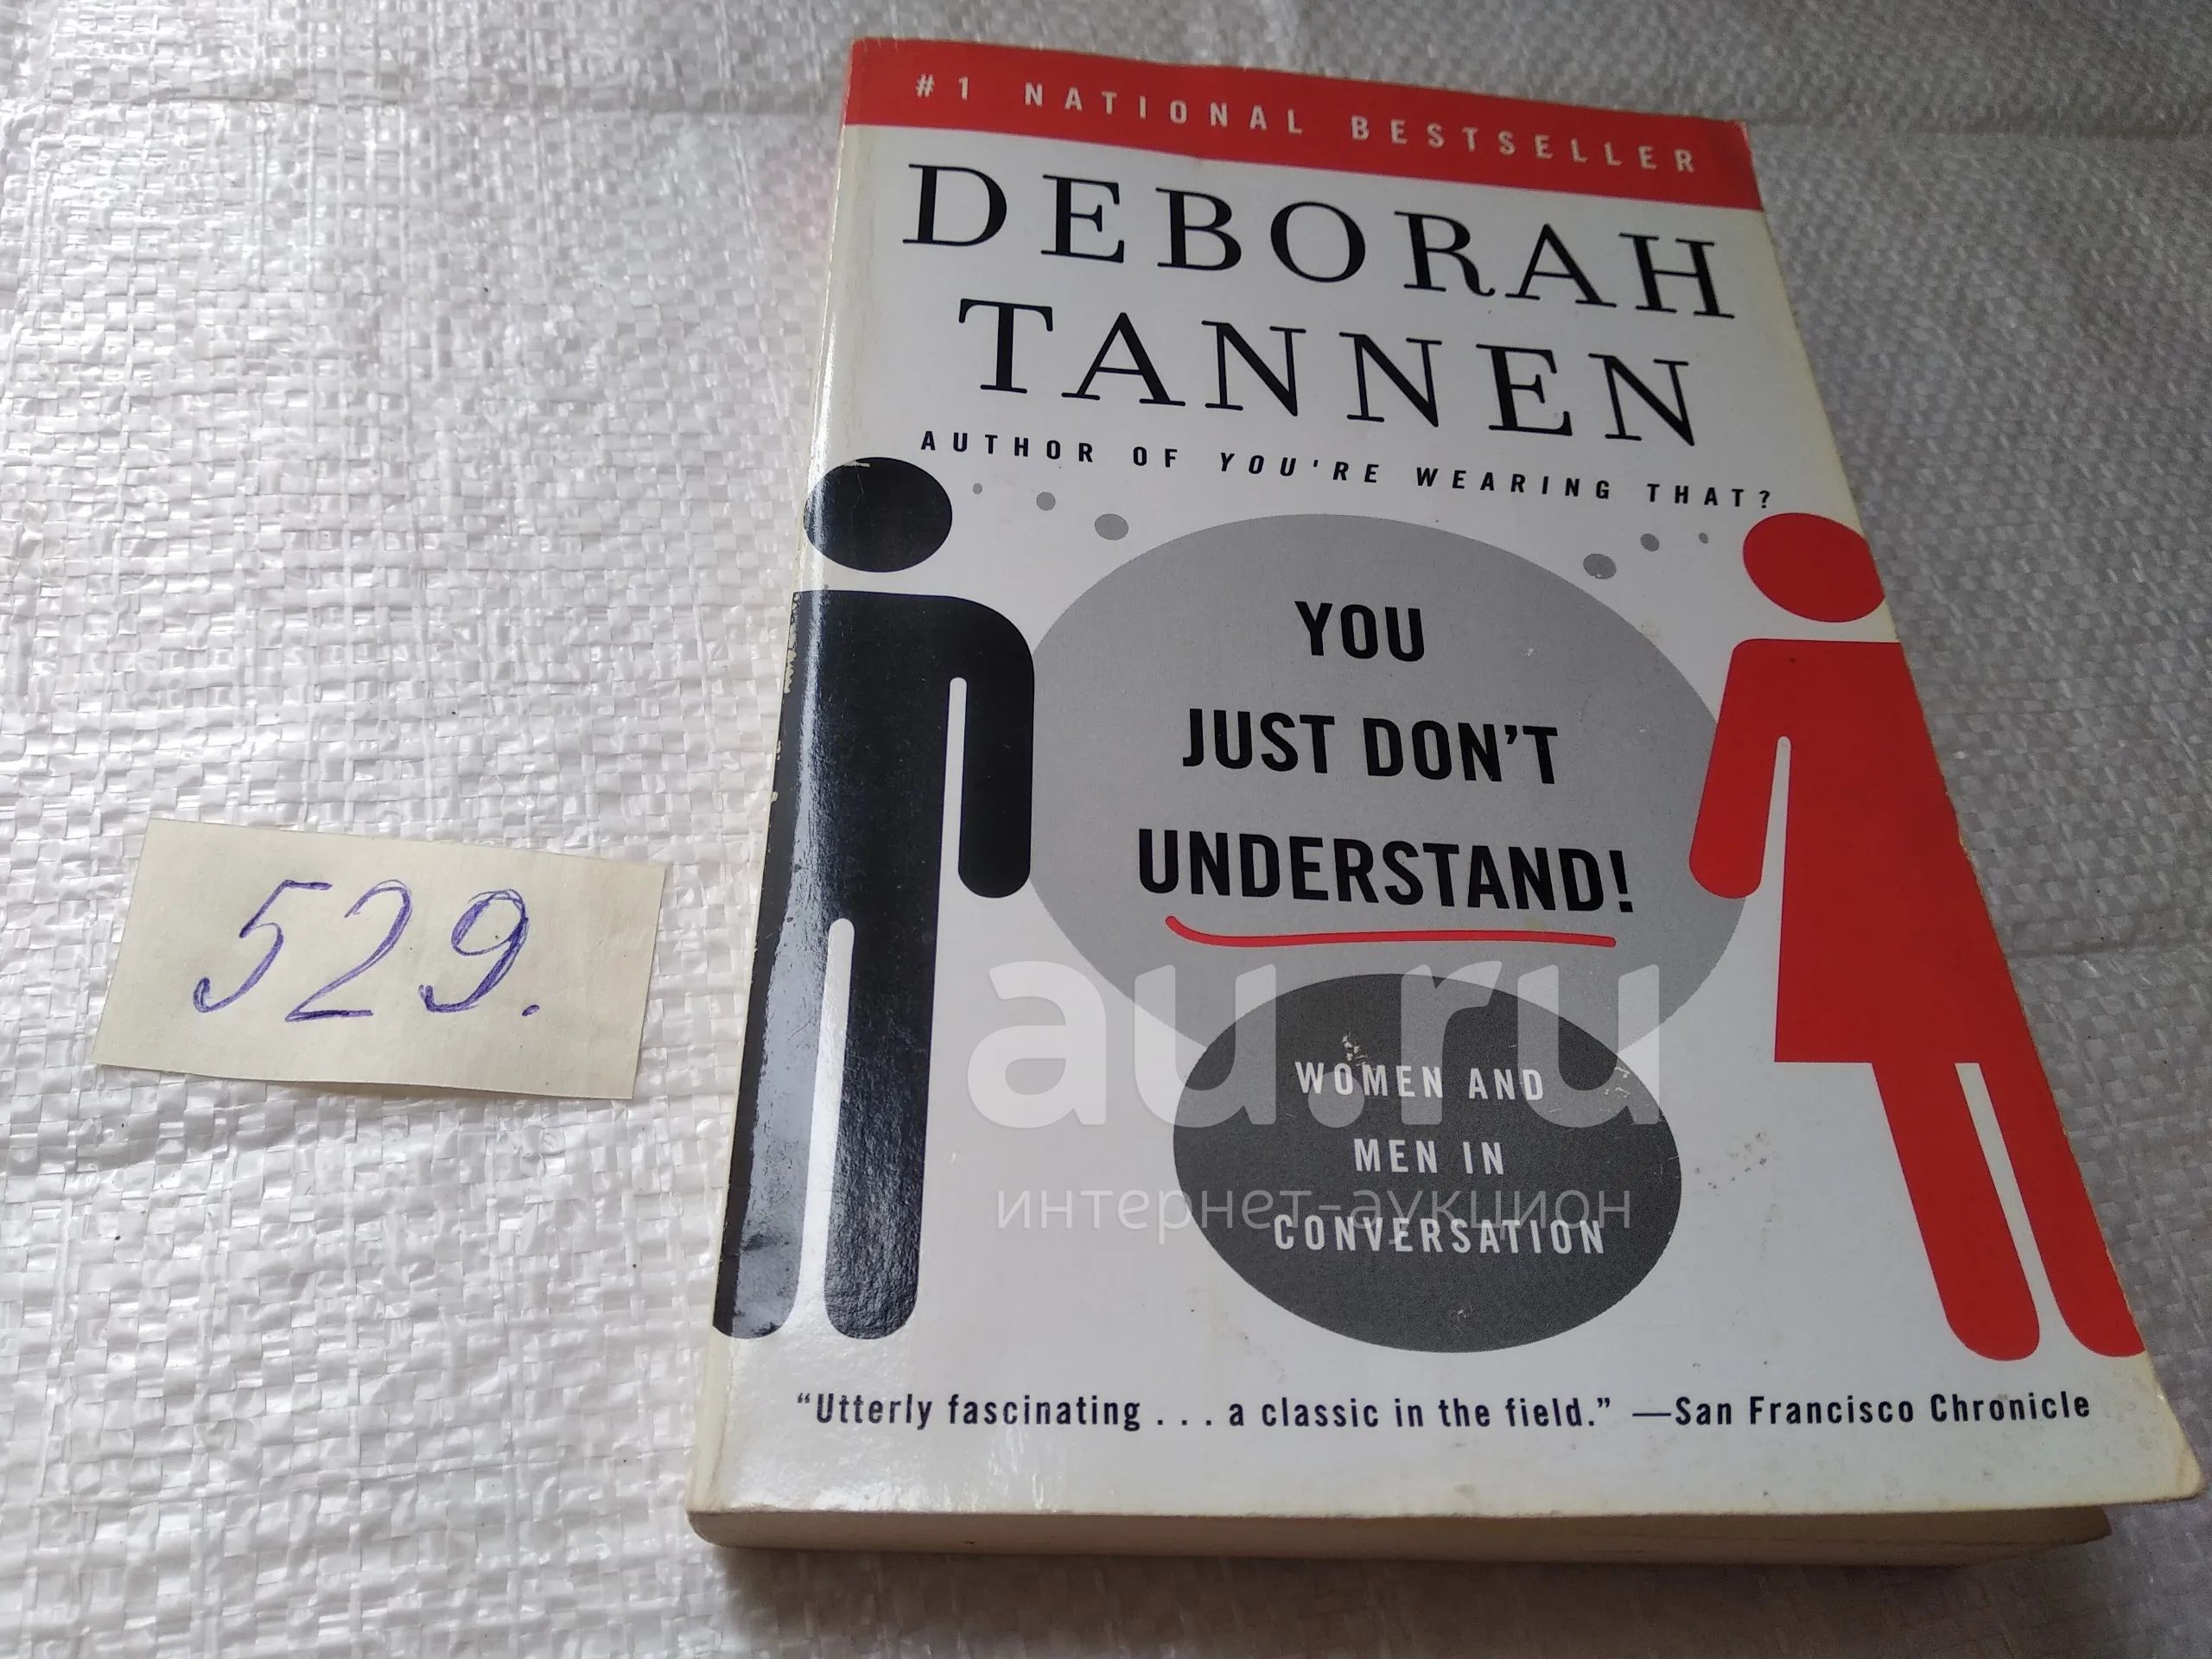 #1 NATIONAL BESTSELLER
DEBORAH
TANNEN
AUTHOR OF YOU'RE WEARING THAT?
YOU
JUST DON'T
UNDERSTAND!
WOMEN AND
MEN IN
CONVERSATION
"Utterly fascinating . . . a classic in the field." —San Francisco Chronicle
529.
au.ru
интернет-аукцион